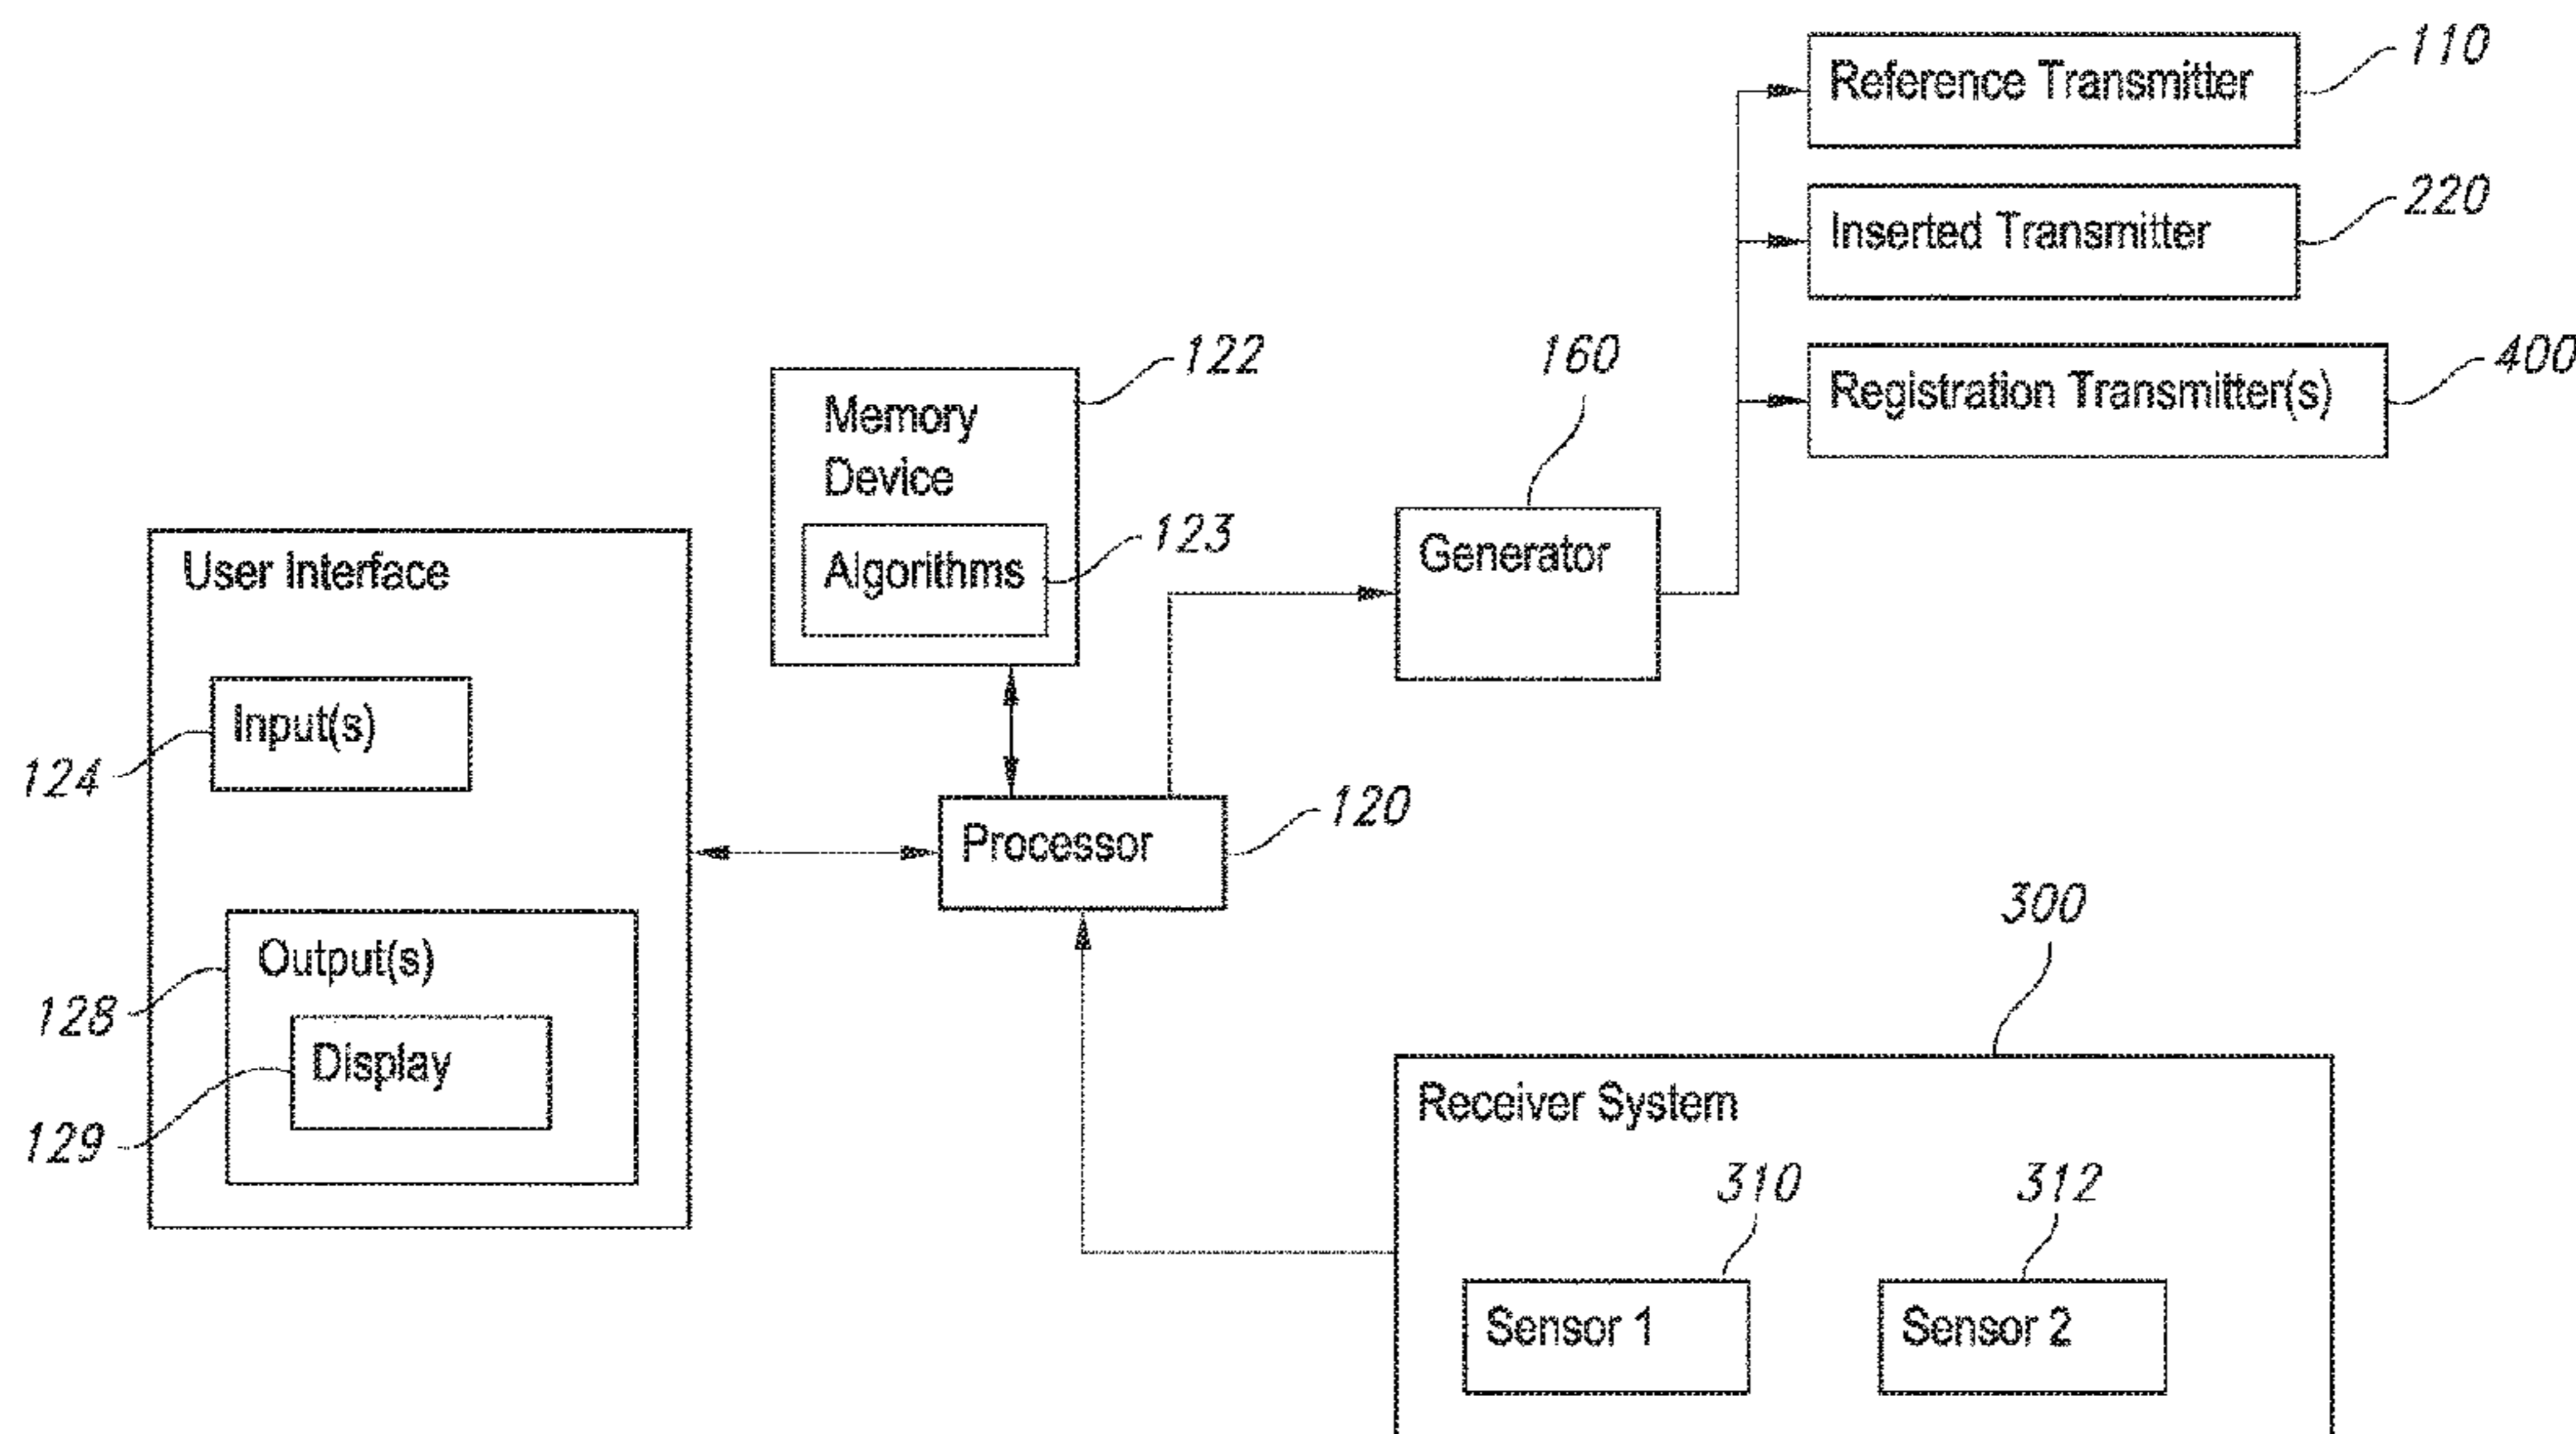 110
Reference Transmitter
220
Inserted Transmitter
400
Registration Transmitter(s)
122
Memory
Device
123
Algorithms
160
Generator
User Interface
Input(s)
124
Output(s)
128
Display
129
120
Processor
300
Receiver System
310
312
Sensor 1
Sensor 2